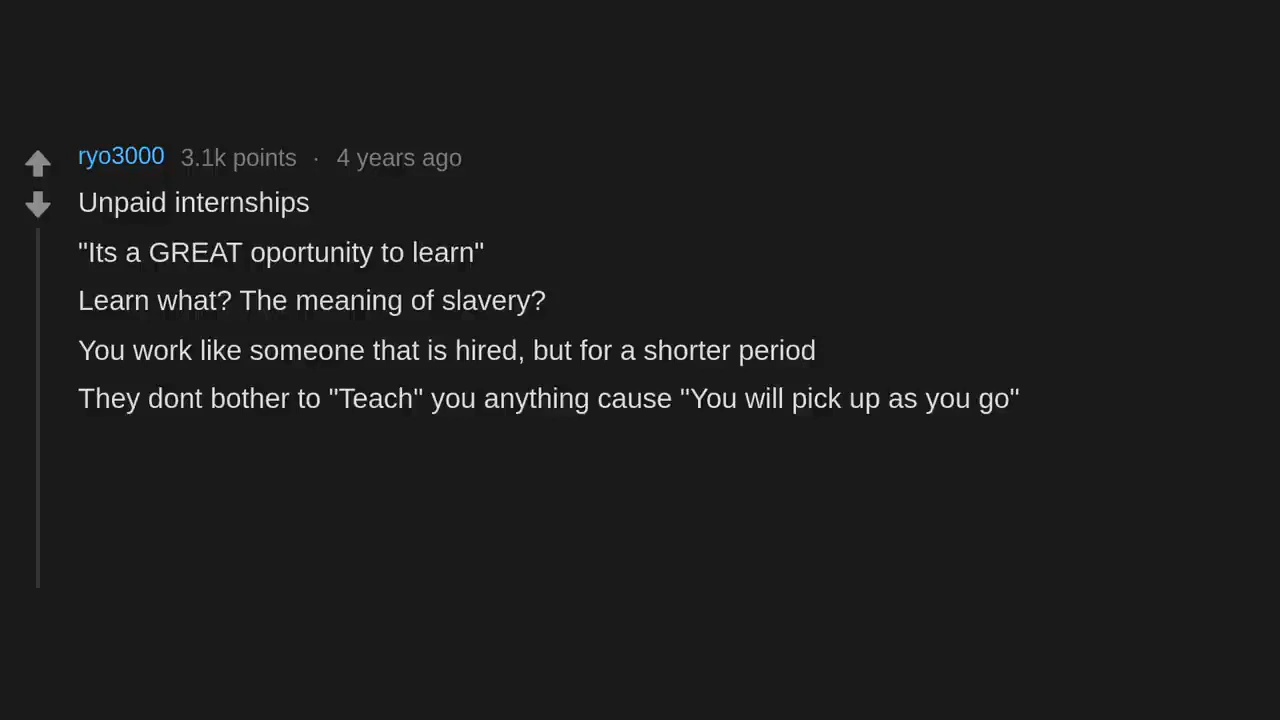 ryo3000 3.1k points · 4 years ago
Unpaid internships
"Its a GREAT oportunity to learn"
Learn what? The meaning of slavery?
You work like someone that is hired, but for a shorter period
They dont bother to "Teach" you anything cause "You will pick up as you go"